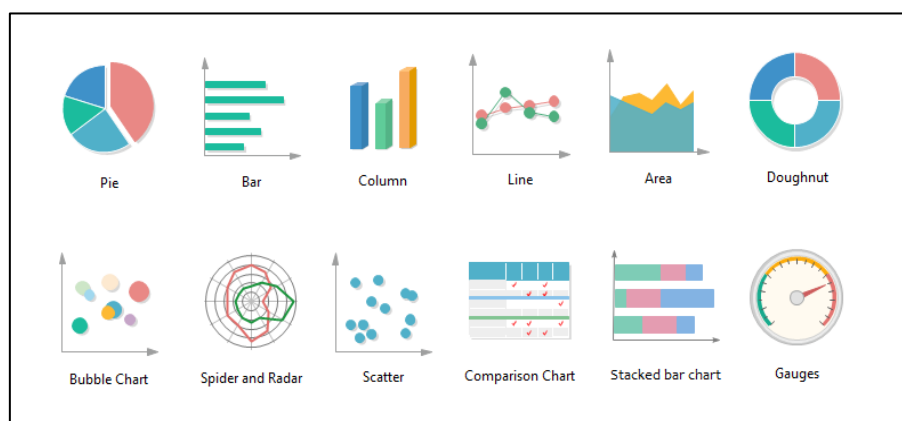 Pie
Bar
Column
Line
Area
Doughnut
Bubble Chart
Spider and Radar
Scatter
Comparison Chart
Stacked bar chart
Gauges